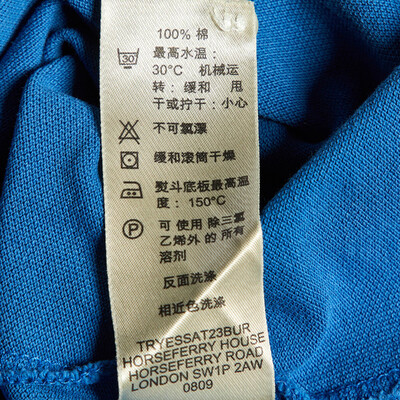 100% 棉
30 最高水温:
30°C 机械运
转: 缓和 甩
干或拧干: 小心
不可氯漂
缓和滚筒干燥
熨斗底板最高温
度: 150°C
P 可 使用 除三氯
乙烯外 的 所有
溶剂
反面洗涤
相近色洗涤
TRYESSAT23BUR
HORSEFERRY HOUSE
HORSEFERRY ROAD
LONDON SW1P 2AW
0809